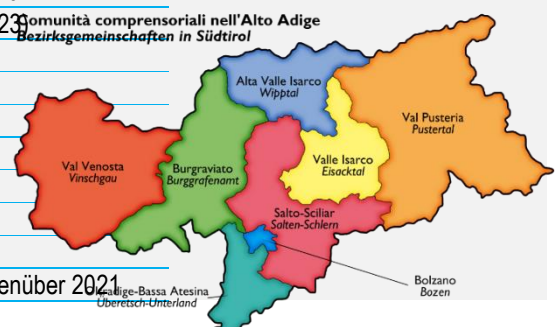 23)
Comunità comprensoriali nell'Alto Adige
Bezirksgemeinschaften in Südtirol
Alta Valle Isarco
Wipptal
Val Pusteria
Pustertal
Val Venosta
Vinschgau
Burgraviato
Burggrafenamt
Valle Isarco
Eisacktal
Salto-Sciliar
Salten-Schlern
Bolzano
Bozen
enüber 2021
Oltradige-Bassa Atesina
Überetsch-Unterland